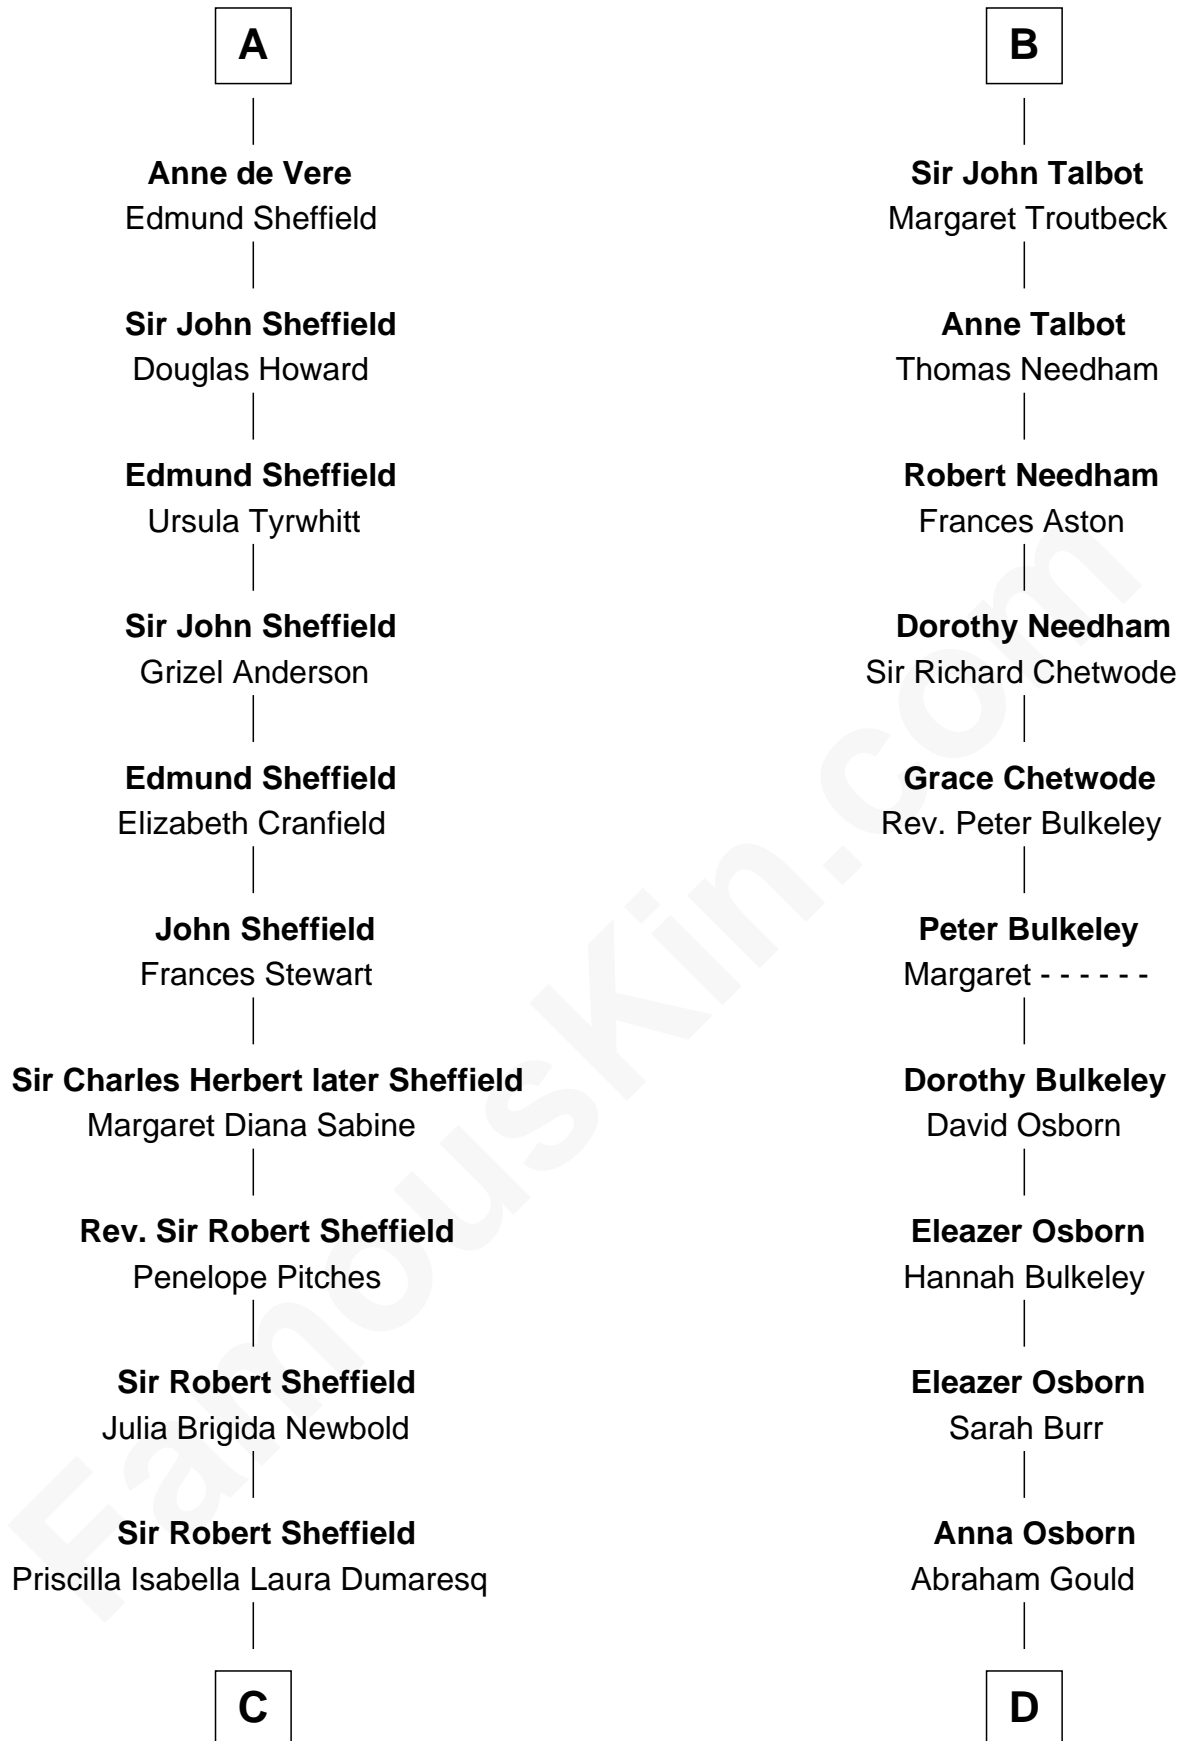 A
Anne de Vere
Edmund Sheffield
Sir John Sheffield
Douglas Howard
Edmund Sheffield
Ursula Tyrwhitt
Sir John Sheffield
Grizel Anderson
Edmund Sheffield
Elizabeth Cranfield
John Sheffield
Frances Stewart
Sir Charles Herbert later Sheffield
Margaret Diana Sabine
Rev. Sir Robert Sheffield
Penelope Pitches
Sir Robert Sheffield
Julia Brigida Newbold
Sir Robert Sheffield
Priscilla Isabella Laura Dumaresq
C
B
Sir John Talbot
Margaret Troutbeck
Anne Talbot
Thomas Needham
Robert Needham
Frances Aston
Dorothy Needham
Sir Richard Chetwode
Grace Chetwode
Rev. Peter Bulkeley
Peter Bulkeley
Margaret - - - - - -
Dorothy Bulkeley
David Osborn
Eleazer Osborn
Hannah Bulkeley
Eleazer Osborn
Sarah Burr
Anna Osborn
Abraham Gould
D
FamousKin.com